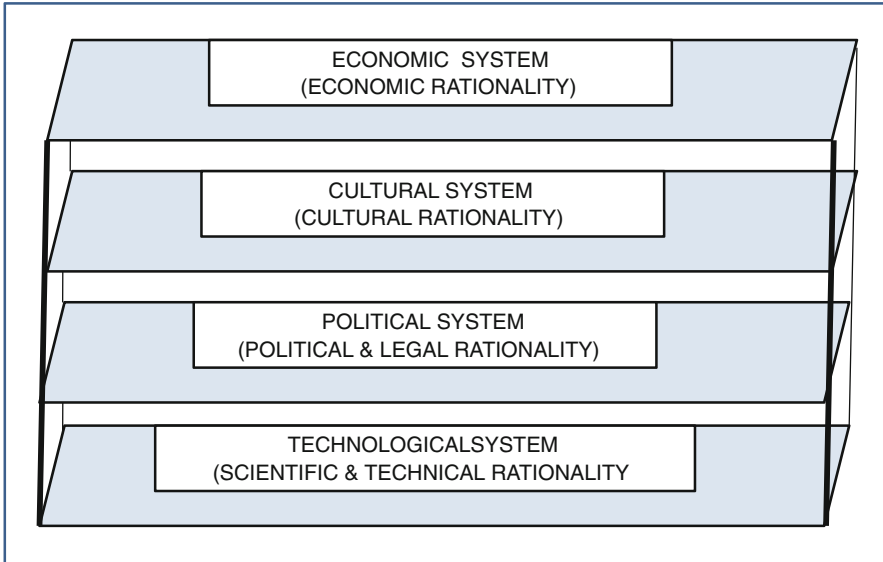 ECONOMIC SYSTEM
(ECONOMIC RATIONALITY)
CULTURAL SYSTEM
(CULTURAL RATIONALITY)
POLITICAL SYSTEM
(POLITICAL & LEGAL RATIONALITY)
TECHNOLOGICALSYSTEM
(SCIENTIFIC & TECHNICAL RATIONALITY